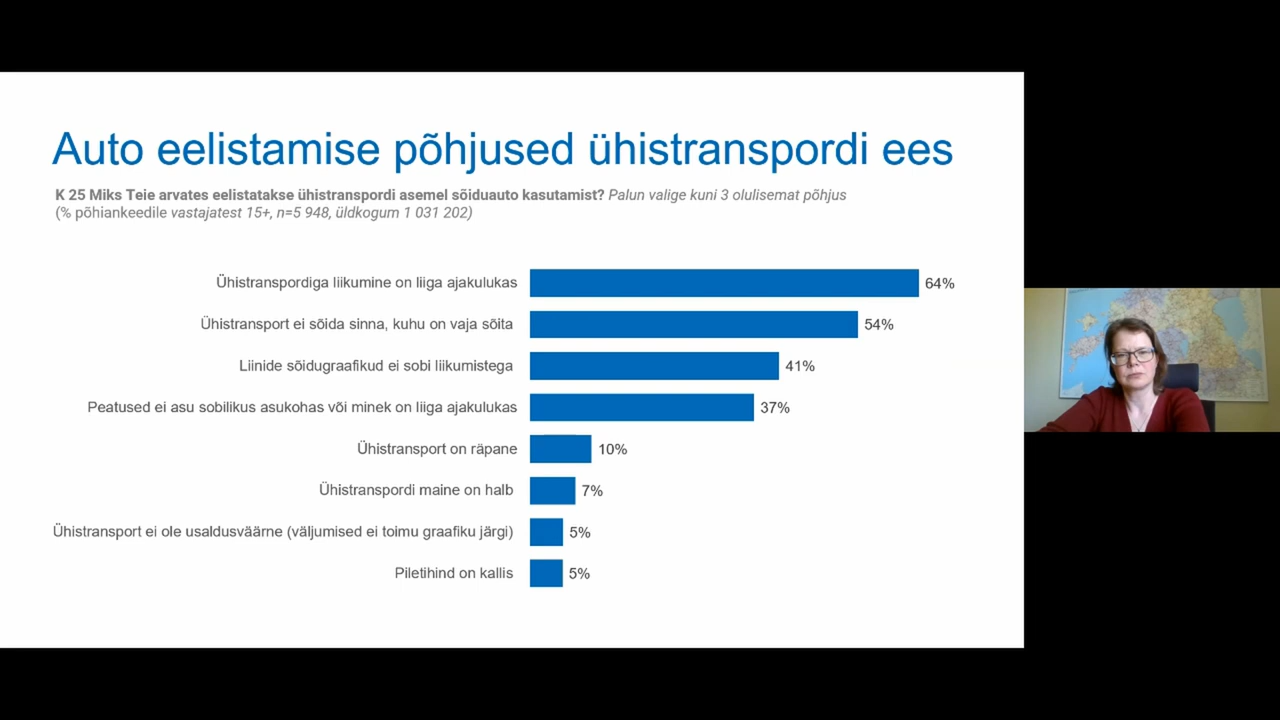 Auto eelistamise põhjused ühistranspordi ees
K 25 Miks Teie arvates eelistatakse ühistranspordi asemel sõiduauto kasutamist? Palun valige kuni 3 olulisemat põhjus
(% põhiankeedile vastajatest 15+, n=5 948, üldkogum 1 031 202)
Ühistranspordiga liikumine on liiga ajakulukas 64%
Ühistransport ei sõida sinna, kuhu on vaja sõita 54%
Liinide sõidugraafikud ei sobi liikumistega 41%
Peatused ei asu sobilikus asukohas või minek on liiga ajakulukas 37%
Ühistransport on räpane 10%
Ühistranspordi maine on halb 7%
Ühistransport ei ole usaldusväärne (väljumised ei toimu graafiku järgi) 5%
Piletihind on kallis 5%